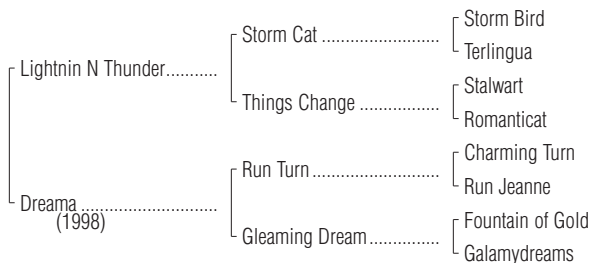 Storm Bird
Storm Cat ..........................
Terlingua
Lightnin N Thunder...........
Stalwart
Things Change ..................
Romanticat
Charming Turn
Run Turn ............................
Run Jeanne
Dreama ..............................
(1998)
Fountain of Gold
Gleaming Dream...............
Galamydreams